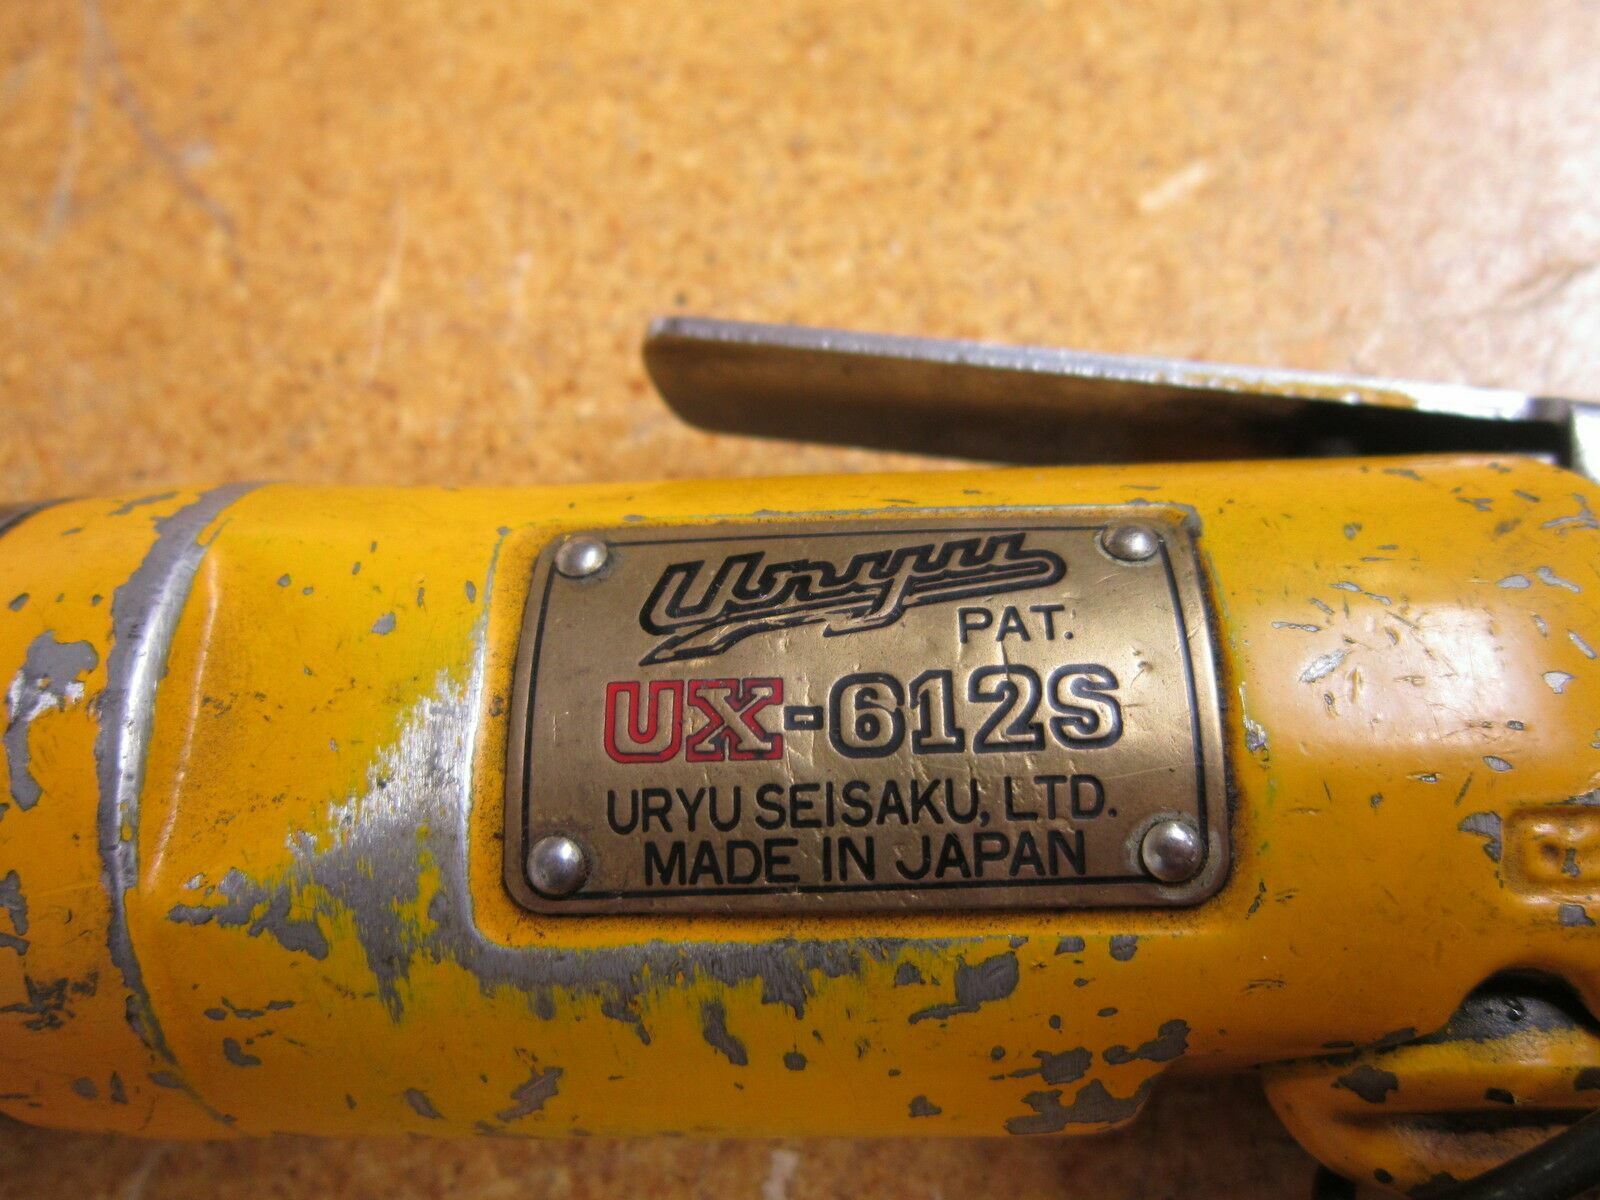 Uryu
PAT.
UX-612S
URYU SEISAKU, LTD.
MADE IN JAPAN